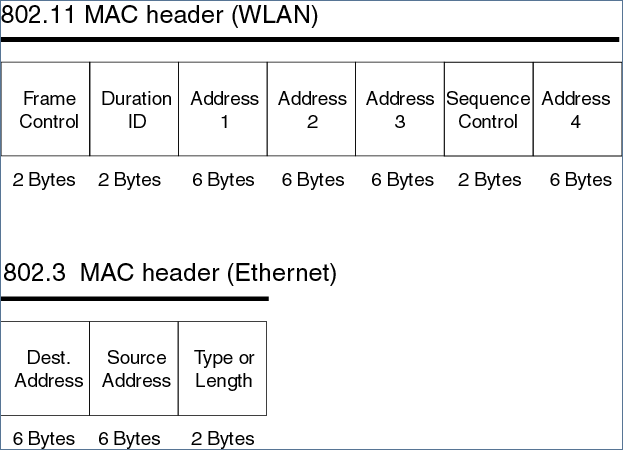 802.11 MAC header (WLAN)
Frame Control
Duration ID
Address 1
Address 2
Address 3
Sequence Control
Address 4
2 Bytes
2 Bytes
6 Bytes
6 Bytes
6 Bytes
2 Bytes
6 Bytes
802.3 MAC header (Ethernet)
Dest. Address
Source Address
Type or Length
6 Bytes
6 Bytes
2 Bytes